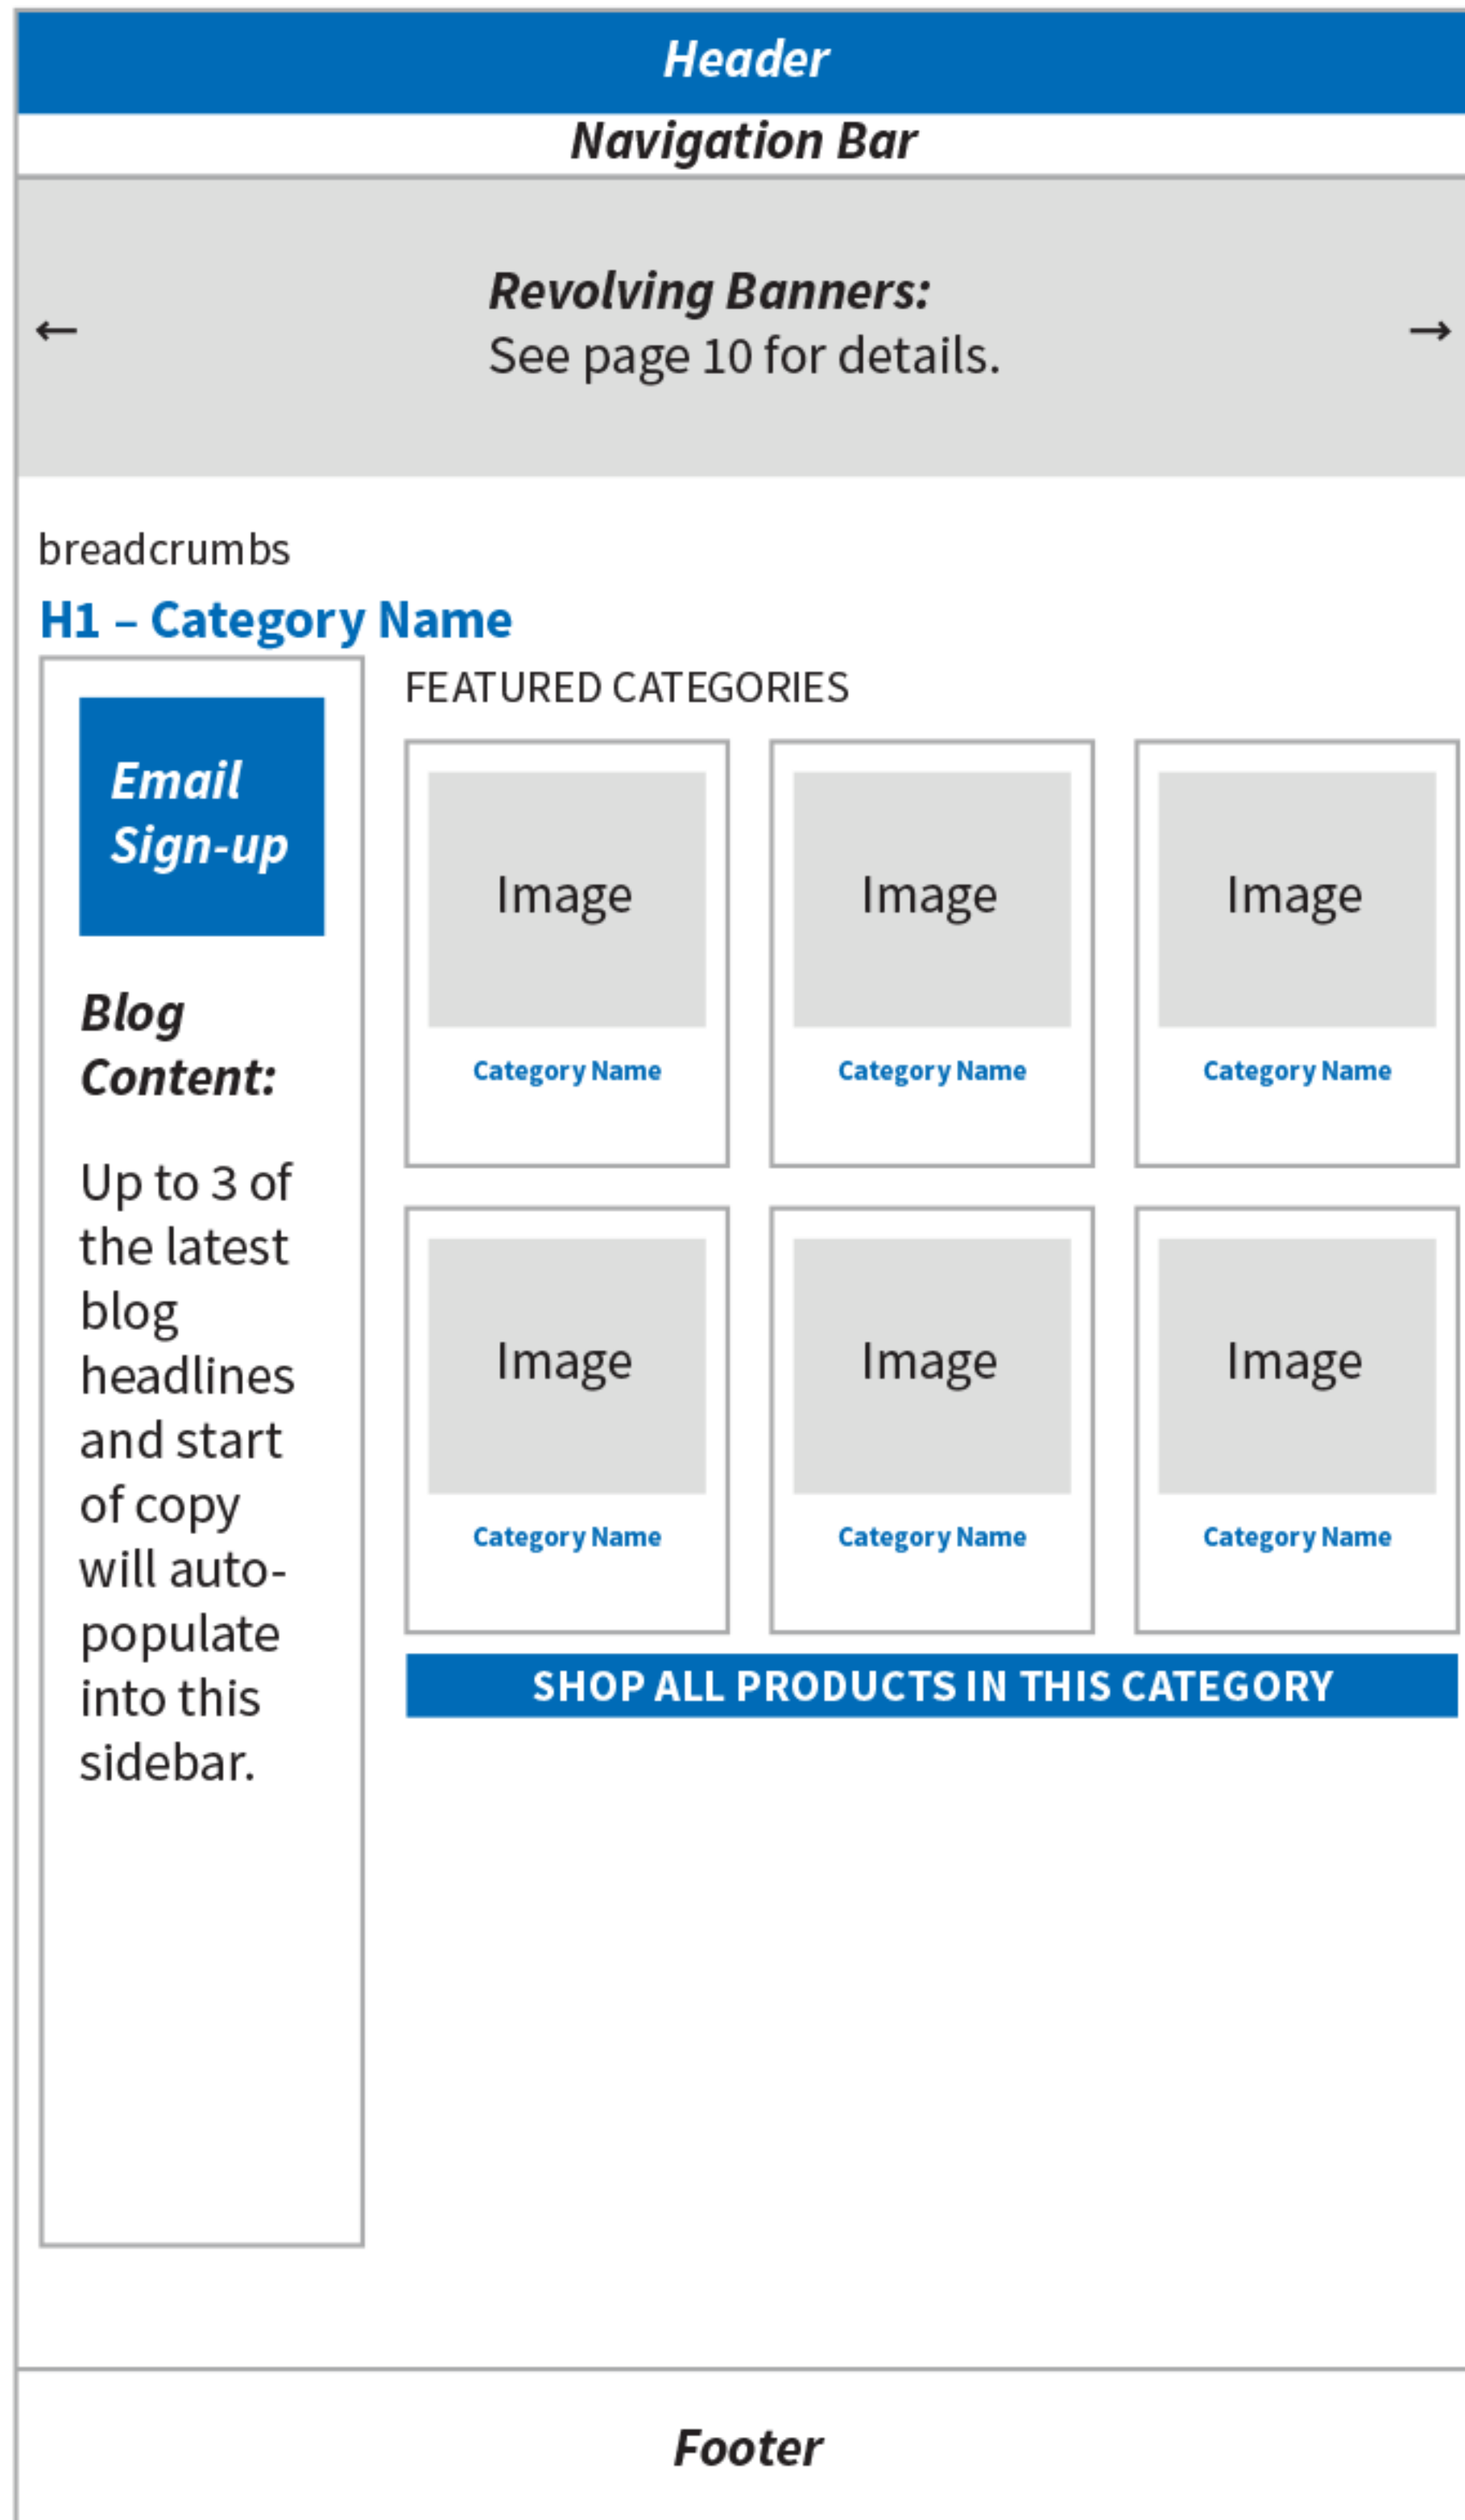 Header
Navigation Bar
Revolving Banners:
← →
See page 10 for details.
breadcrumbs
H1 – Category Name
Email
Sign-up
Blog
Content:
Up to 3 of
the latest
blog
headlines
and start
of copy
will auto-
populate
into this
sidebar.
FEATURED CATEGORIES
Image Image Image
Category Name Category Name Category Name
Image Image Image
Category Name Category Name Category Name
SHOP ALL PRODUCTS IN THIS CATEGORY
Footer